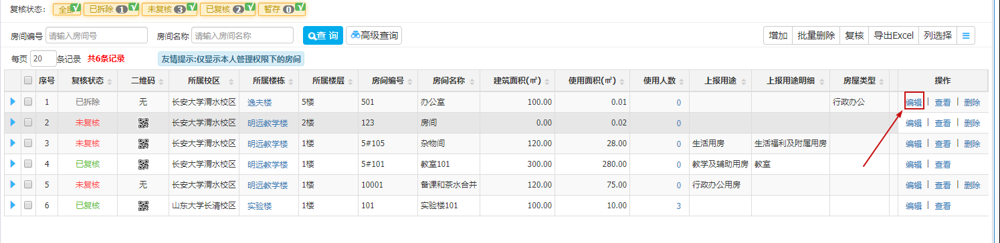 复核状态: 全部 已拆除 1 未复核 3 已复核 2 暂存 0
房间编号 请输入房间号 房间名称 请输入房间名称 查 询 高级查询 增加 批量删除 复核 导出Excel 列选择
每页 20 条记录 共6条记录 友情提示:仅显示本人管理权限下的房间
序号 复核状态 二维码 所属校区 所属楼栋 所属楼层 房间编号 房间名称 建筑面积(㎡) 使用面积(㎡) 使用人数 上报用途 上报用途明细 房屋类型 操作
1 已拆除 无 长安大学渭水校区 逸夫楼 5楼 501 办公室 100.00 0.01 0 行政办公 编辑 | 查看 | 删除
2 未复核 长安大学渭水校区 明远教学楼 2楼 123 房间 0.00 0.02 0 编辑 | 查看 | 删除
3 未复核 长安大学渭水校区 明远教学楼 1楼 5#105 杂物间 120.00 28.00 0 生活用房 生活福利及附属用房 编辑 | 查看 | 删除
4 已复核 长安大学渭水校区 明远教学楼 1楼 5#101 教室101 300.00 280.00 0 教学及辅助用房 教室 编辑 | 查看
5 未复核 无 长安大学渭水校区 明远教学楼 1楼 10001 备课和茶水合并 120.00 75.00 0 行政办公用房 编辑 | 查看 | 删除
6 已复核 山东大学长清校区 实验楼 1楼 101 实验楼101 100.00 10.00 3 编辑 | 查看